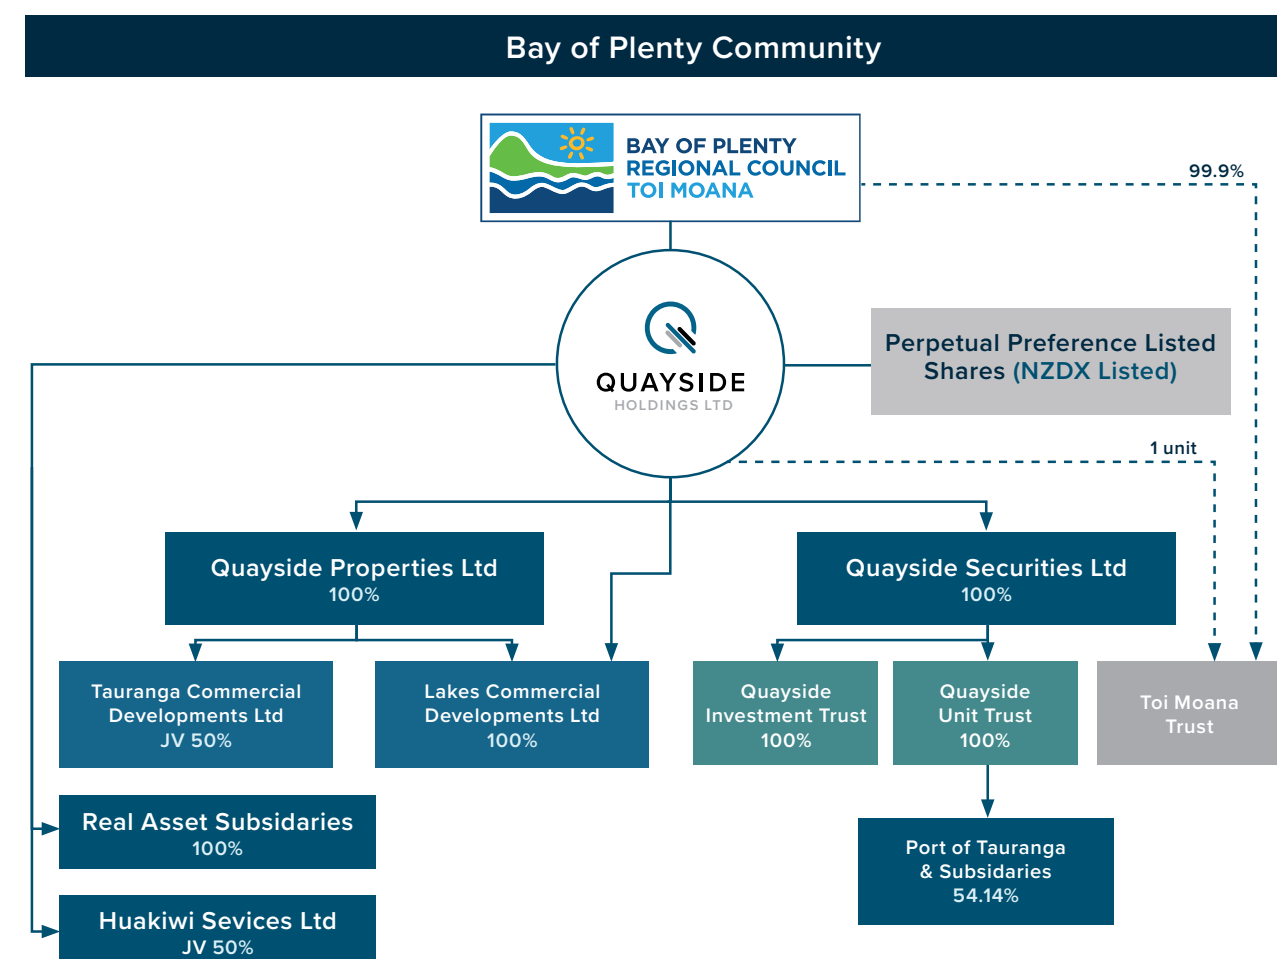 Bay of Plenty Community
BAY OF PLENTY
REGIONAL COUNCIL
TOI MOANA
99.9%
QUAYSIDE
HOLDINGS LTD
Perpetual Preference Listed
Shares (NZDX Listed)
1 unit
Quayside Properties Ltd
100%
Quayside Securities Ltd
100%
Tauranga Commercial
Developments Ltd
JV 50%
Lakes Commercial
Developments Ltd
100%
Quayside
Investment Trust
100%
Quayside
Unit Trust
100%
Toi Moana
Trust
Real Asset Subsidaries
100%
Port of Tauranga
& Subsidaries
54.14%
Huakiwi Sevices Ltd
JV 50%